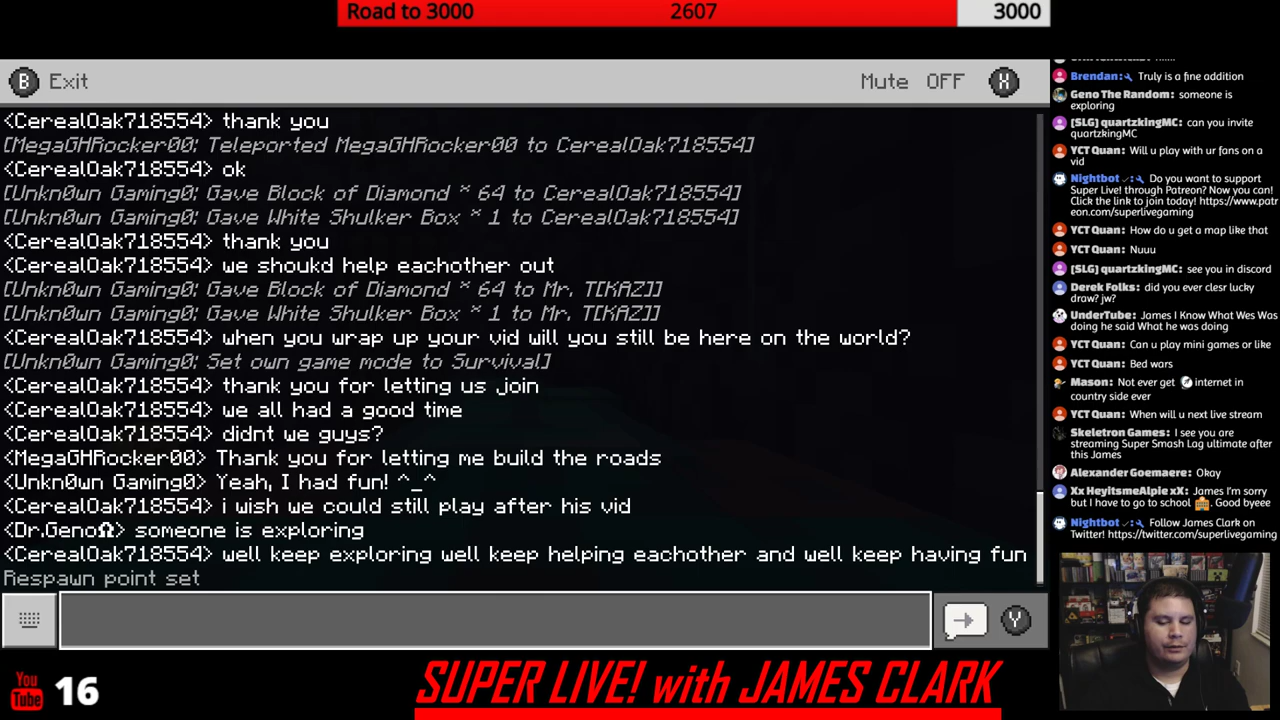 Road to 3000 2607 3000
B Exit Mute OFF X
<CerealOak718554> thank you
[MegaGHRocker00: Teleported MegaGHRocker00 to CerealOak718554]
<CerealOak718554> ok
[Unkn0wn Gaming0: Gave Block of Diamond * 64 to CerealOak718554]
[Unkn0wn Gaming0: Gave White Shulker Box * 1 to CerealOak718554]
<CerealOak718554> thank you
<CerealOak718554> we shoukd help eachother out
[Unkn0wn Gaming0: Gave Block of Diamond * 64 to Mr. T[KAZ]]
[Unkn0wn Gaming0: Gave White Shulker Box * 1 to Mr. T[KAZ]]
<CerealOak718554> when you wrap up your vid will you still be here on the world?
[Unkn0wn Gaming0: Set own game mode to Survival]
<CerealOak718554> thank you for letting us join
<CerealOak718554> we all had a good time
<CerealOak718554> didnt we guys?
<MegaGHRocker00> Thank you for letting me build the roads
<Unkn0wn Gaming0> Yeah, I had fun! ^_^
<CerealOak718554> i wish we could still play after his vid
<Dr.GenoΩ> someone is exploring
<CerealOak718554> well keep exploring well keep helping eachother and well keep having fun
Respawn point set
Y
Brendan: Truly is a fine addition
Geno The Random: someone is
exploring
[SLG] quartzkingMC: can you invite
quartzkingMC
YCT Quan: Will u play with ur fans on a
vid
Nightbot: Do you want to support
Super Live! through Patreon? Now you can!
Click the link to join today! https://www.patr
eon.com/superlivegaming
YCT Quan: How do u get a map like that
YCT Quan: Nuuu
[SLG] quartzkingMC: see you in discord
Derek Folks: did you ever clesr lucky
draw? jw?
UnderTube: James I Know What Wes Was
doing he said What he was doing
YCT Quan: Can u play mini games or like
YCT Quan: Bed wars
Mason: Not ever get internet in
country side ever
YCT Quan: When will u next live stream
Skeletron Games: I see you are
streaming Super Smash Lag ultimate after
this James
Alexander Goemaere: Okay
Xx HeyitsmeAlpie xX: James I'm sorry
but I have to go to school . Good byeee
Nightbot: Follow James Clark on
Twitter! https://twitter.com/superlivegaming
You
Tube 16
SUPER LIVE! with JAMES CLARK